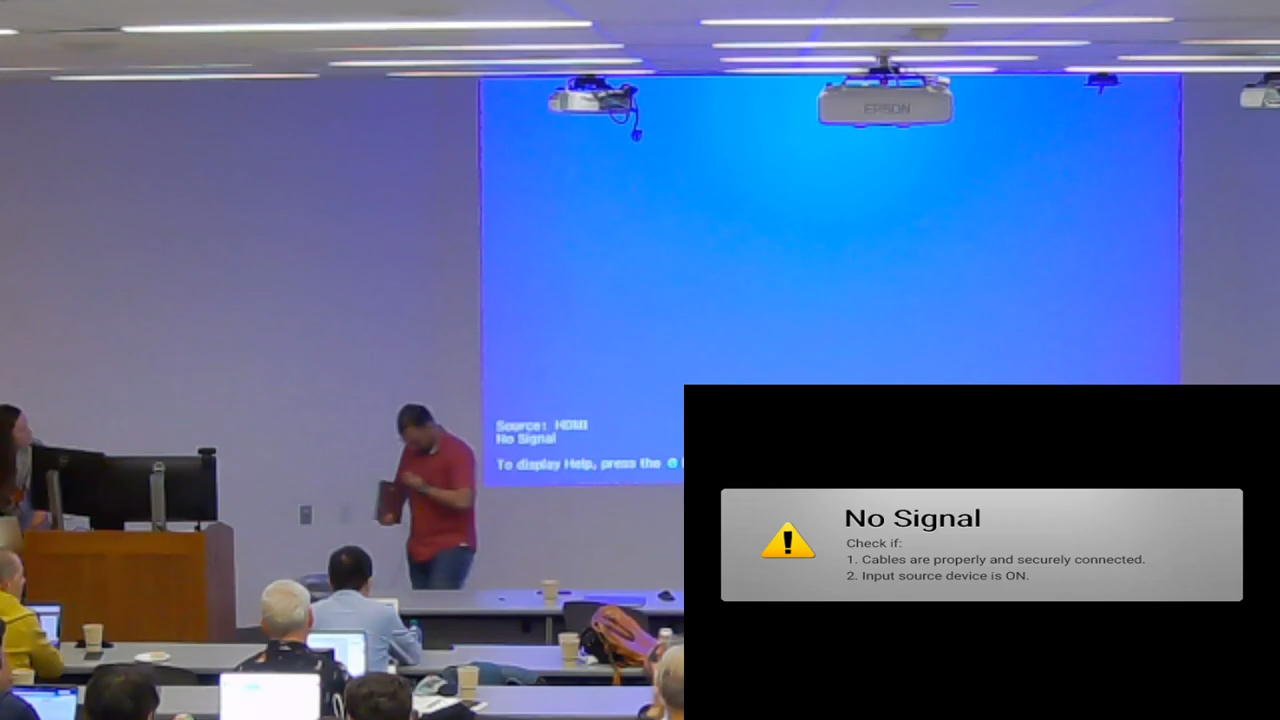 EPSON
Source: HDMI
No Signal
To display Help, press the
No Signal
Check if:
1. Cables are properly and securely connected.
2. Input source device is ON.